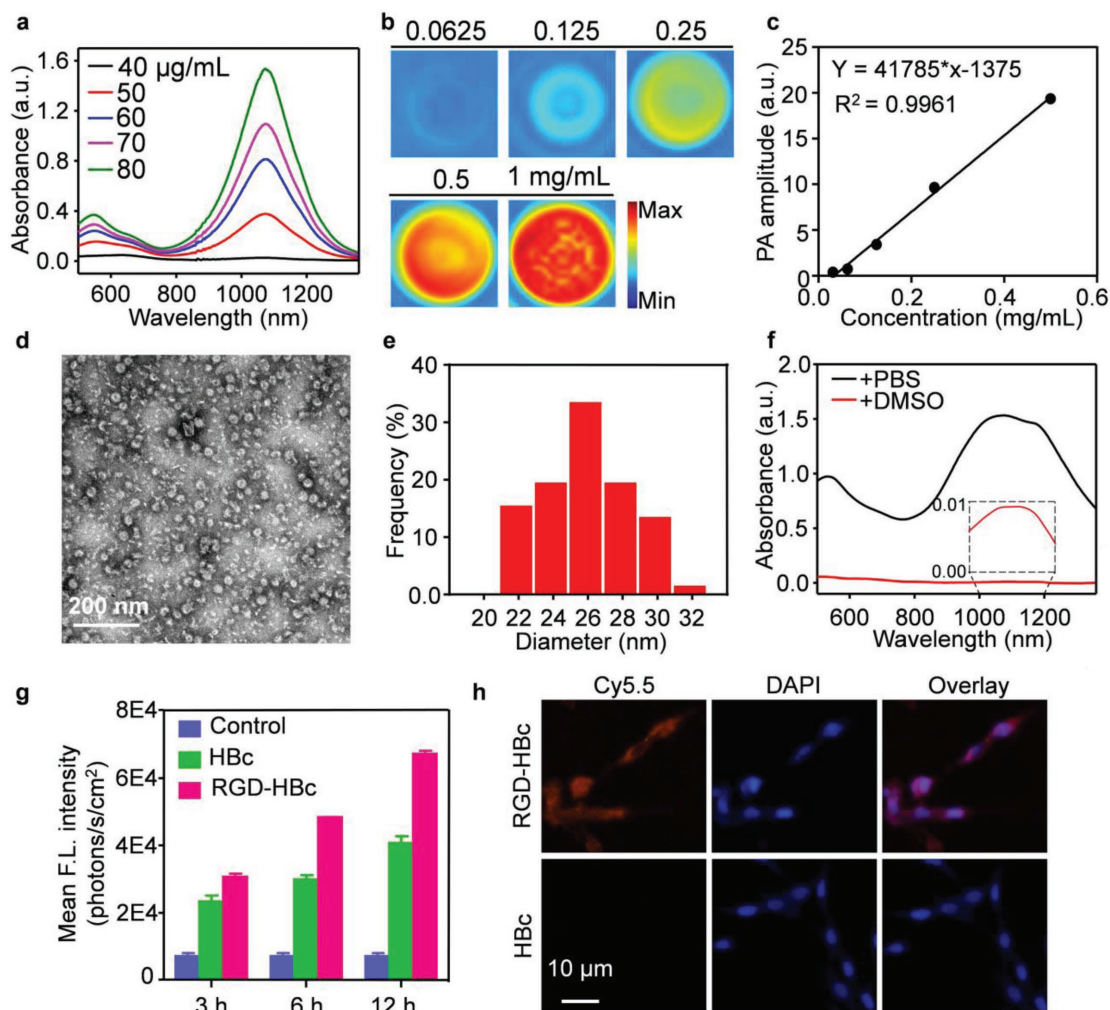 a
1.6
1.2
0.8
0.4
0.0
Absorbance (a.u.)
40 µg/mL
50
60
70
80
600 800 1000 1200
Wavelength (nm)
b
0.0625 0.125 0.25
0.5 1 mg/mL
Max
Min
c
25
20
15
10
5
0
PA amplitude (a.u.)
Y = 41785*x-1375
R² = 0.9961
0.0 0.2 0.4 0.6
Concentration (mg/mL)
d
200 nm
e
40
30
20
10
0.0
Frequency (%)
20 22 24 26 28 30 32
Diameter (nm)
f
2.0
1.5
1.0
0.5
0.0
Absorbance (a.u.)
+PBS
+DMSO
0.01
0.00
600 800 1000 1200
Wavelength (nm)
g
8E4
6E4
4E4
2E4
0
Mean F.L. intensity
(photons/s/cm²)
Control
HBc
RGD-HBc
3 h 6 h 12 h
h
Cy5.5 DAPI Overlay
RGD-HBc
HBc
10 µm